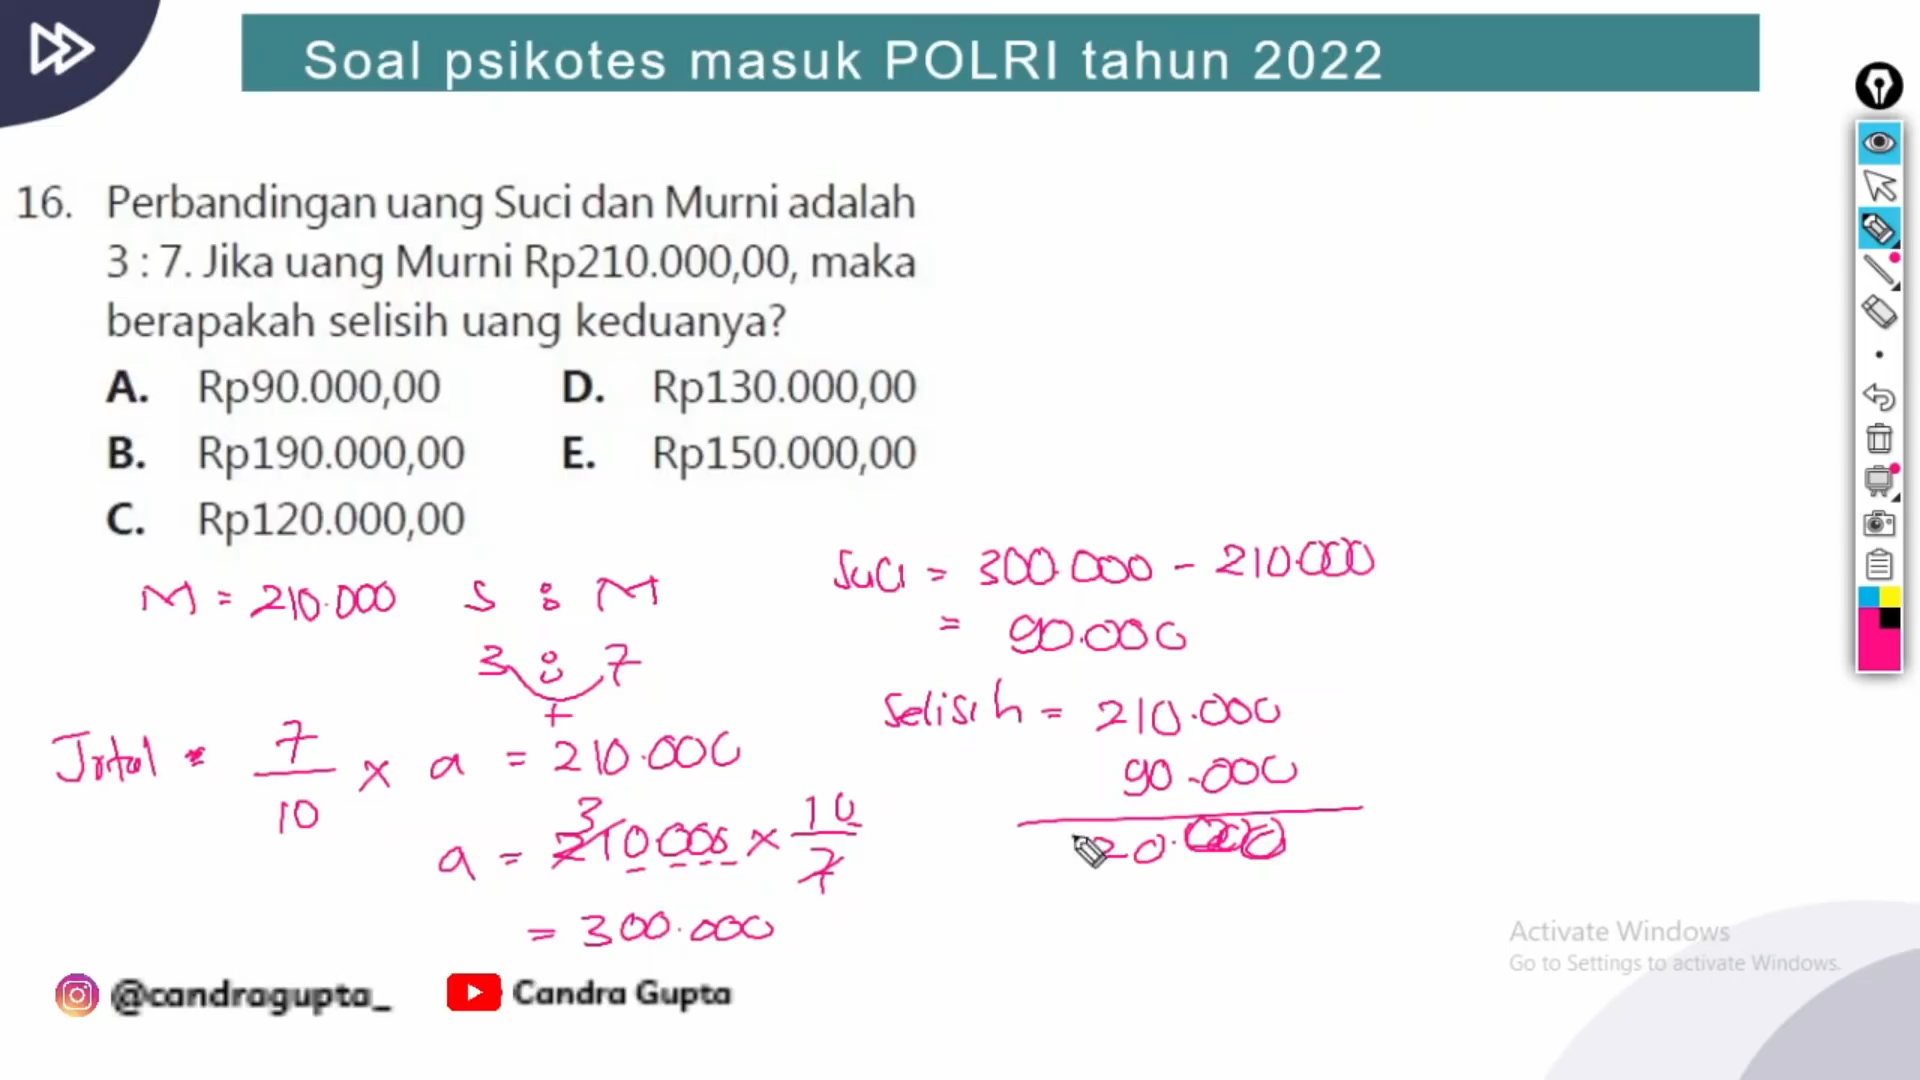 Soal psikotes masuk POLRI tahun 2022
16. Perbandingan uang Suci dan Murni adalah
3 : 7. Jika uang Murni Rp210.000,00, maka
berapakah selisih uang keduanya?
A. Rp90.000,00 D. Rp130.000,00
B. Rp190.000,00 E. Rp150.000,00
C. Rp120.000,00
M = 210.000 S : M
3 : 7
+
Total = 7/10 × a = 210.000
a = 210.000 × 10/7
3
= 300.000
Suci = 300.000 - 210.000
= 90.000
Selisih = 210.000
90.000
20.000
@candragupta_ Candra Gupta
Activate Windows
Go to Settings to activate Windows.